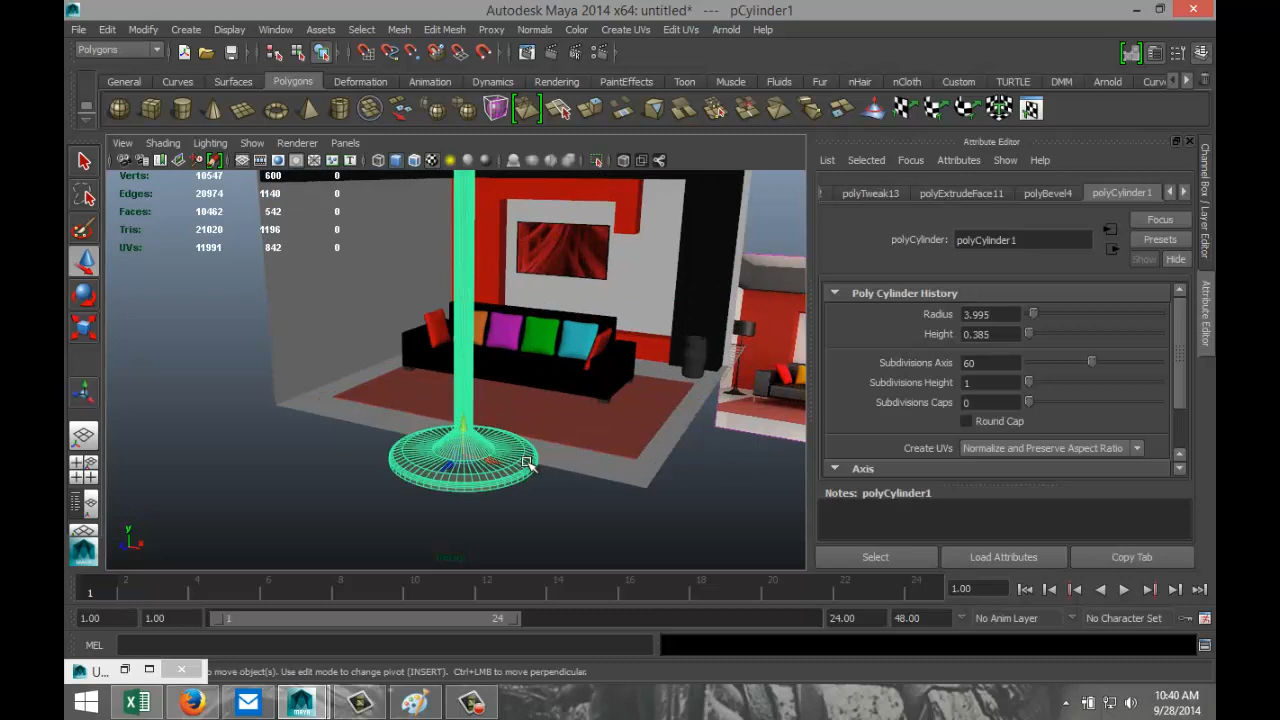 Autodesk Maya 2014 x64: untitled* --- pCylinder1
File Edit Modify Create Display Window Assets Select Mesh Edit Mesh Proxy Normals Color Create UVs Edit UVs Arnold Help
Polygons
General Curves Surfaces Polygons Deformation Animation Dynamics Rendering PaintEffects Toon Muscle Fluids Fur nHair nCloth Custom TURTLE DMM Arnold Curv
View Shading Lighting Show Renderer Panels
Verts: 10547 600 0
Edges: 20974 1140 0
Faces: 10462 542 0
Tris: 21020 1196 0
UVs: 11991 842 0
y
x
Attribute Editor
List Selected Focus Attributes Show Help
polyTweak13 polyExtrudeFace11 polyBevel4 polyCylinder1
polyCylinder: polyCylinder1
Focus
Presets
Show Hide
Poly Cylinder History
Radius 3.995
Height 0.385
Subdivisions Axis 60
Subdivisions Height 1
Subdivisions Caps 0
Round Cap
Create UVs Normalize and Preserve Aspect Ratio
Axis
Notes: polyCylinder1
Select Load Attributes Copy Tab
Channel Box / Layer Editor
Attribute Editor
2 4 6 8 10 12 14 16 18 20 22 24
1 1.00
1.00 1.00 1 24 24.00 48.00 No Anim Layer No Character Set
MEL
U... to move object(s). Use edit mode to change pivot [INSERT]. Ctrl+LMB to move perpendicular.
10:40 AM
9/28/2014